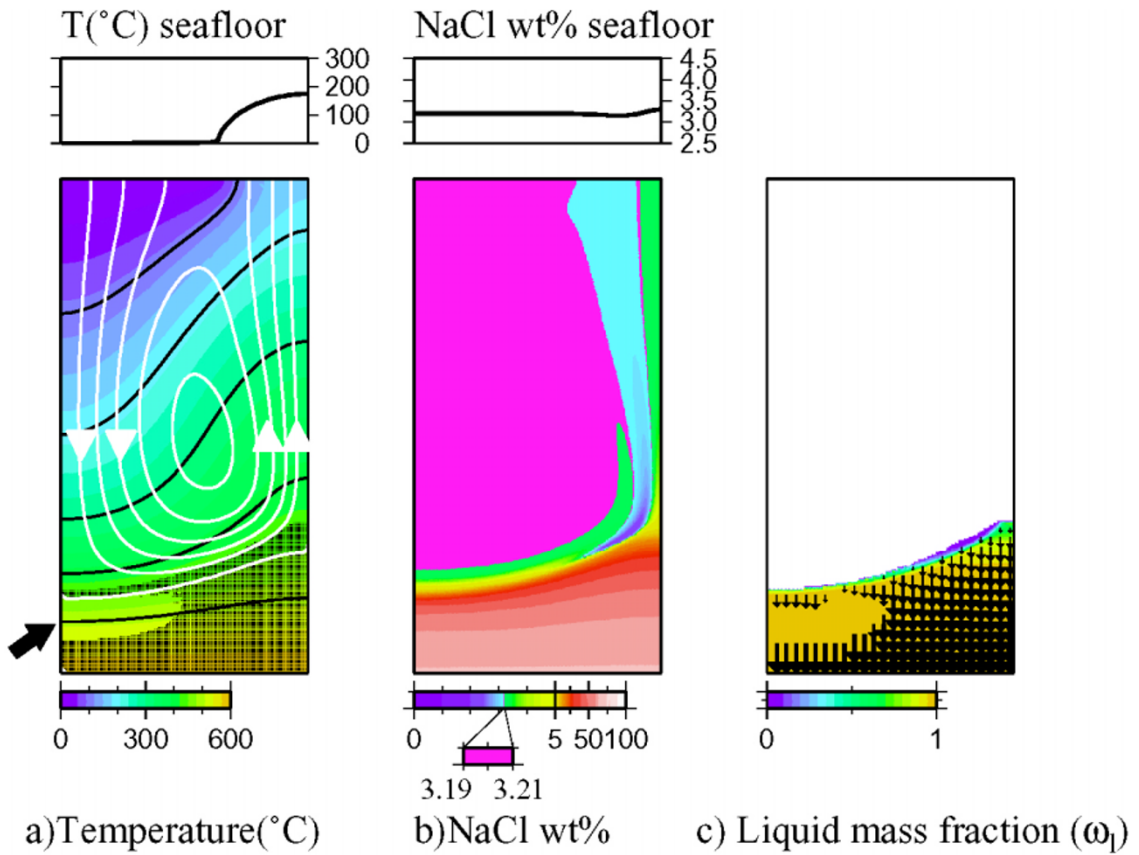 T(˚C) seafloor
NaCl wt% seafloor
300
200
100
0
4.5
4.0
3.5
3.0
2.5
0 300 600
0 5 50 100
3.19 3.21
0 1
a)Temperature(˚C)
b)NaCl wt%
c) Liquid mass fraction (ωl)